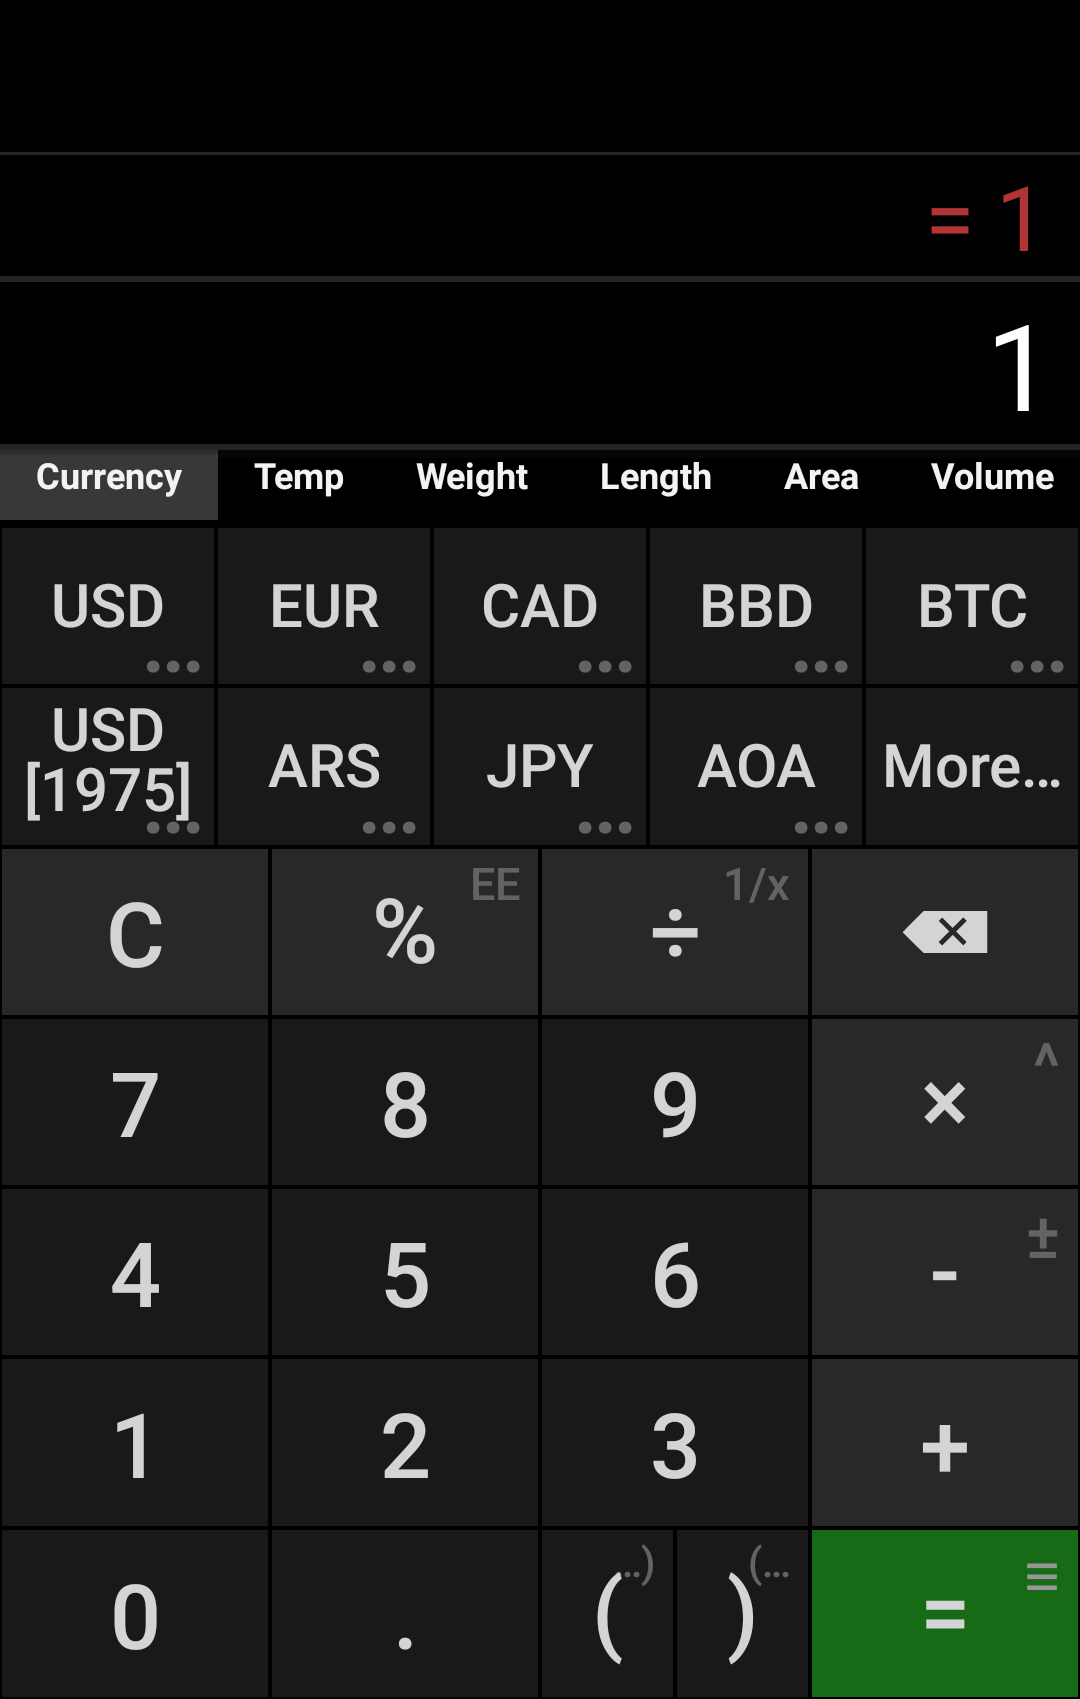 = 1
1
Currency Temp Weight Length Area Volume
USD EUR CAD BBD BTC
USD [1975] ARS JPY AOA More...
C % EE ÷ 1/x
7 8 9 × ^
4 5 6 - ±
1 2 3 +
0 . ( ..) ) (... = ≡